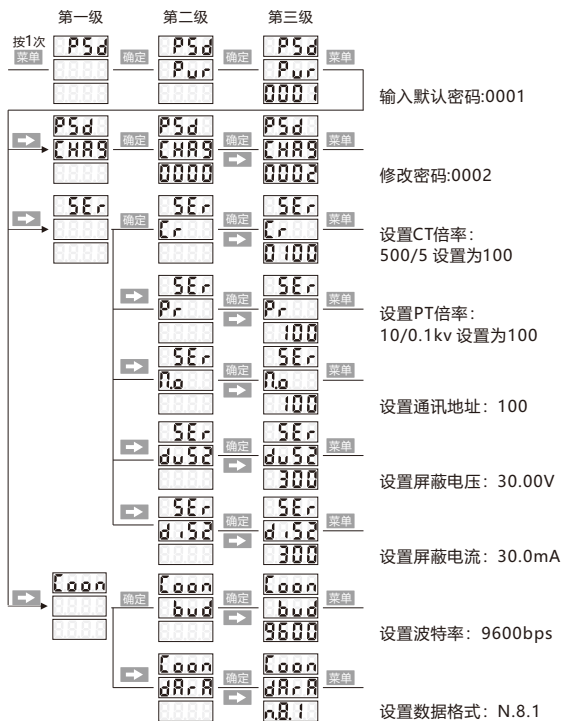 第一级 第二级 第三级
按1次
菜单 PSd 确定 PSd 确定 PSd 菜单
Pur Pur
0001
输入默认密码:0001
PSd PSd PSd
CHA9 确定 CHA9 确定 CHA9 菜单
0000 0002
修改密码:0002
SEr 确定 SEr 确定 SEr 菜单
Cr Cr
0100
设置CT倍率：
500/5 设置为100
SEr 确定 SEr 菜单
Pr Pr
100
设置PT倍率：
10/0.1kv 设置为100
SEr 确定 SEr 菜单
n.o n.o
100
设置通讯地址：100
SEr 确定 SEr 菜单
duS2 duS2
300
设置屏蔽电压：30.00V
SEr 确定 SEr 菜单
diS2 diS2
300
设置屏蔽电流：30.0mA
Coon 确定 Coon 确定 Coon 菜单
bud bud
9600
设置波特率：9600bps
Coon 确定 Coon 菜单
dArA dArA
n.8.1
设置数据格式：N.8.1